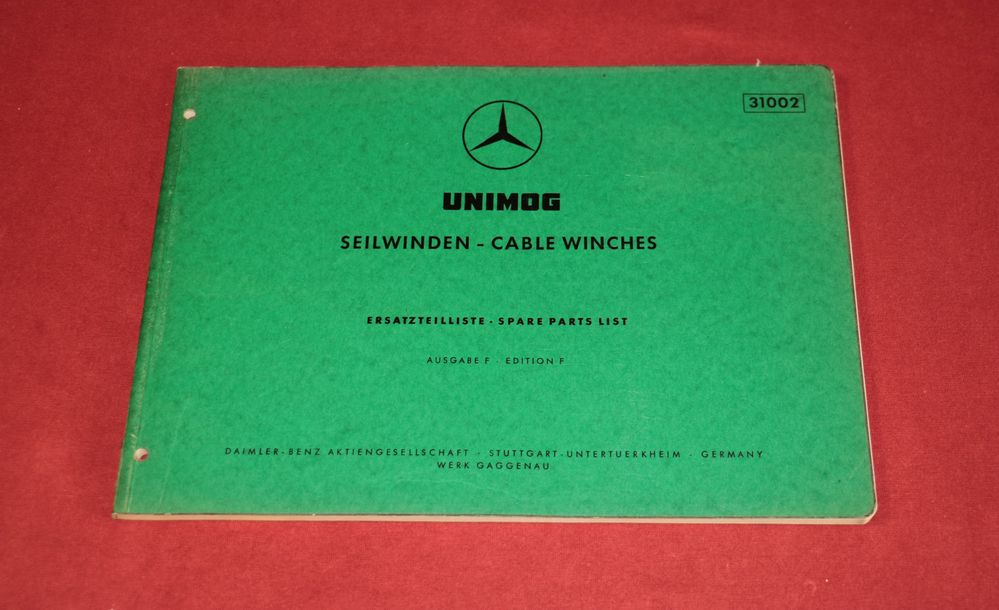 31002
UNIMOG
SEILWINDEN - CABLE WINCHES
ERSATZTEILLISTE · SPARE PARTS LIST
AUSGABE F · EDITION F
DAIMLER-BENZ AKTIENGESELLSCHAFT · STUTTGART-UNTERTUERKHEIM · GERMANY
WERK GAGGENAU